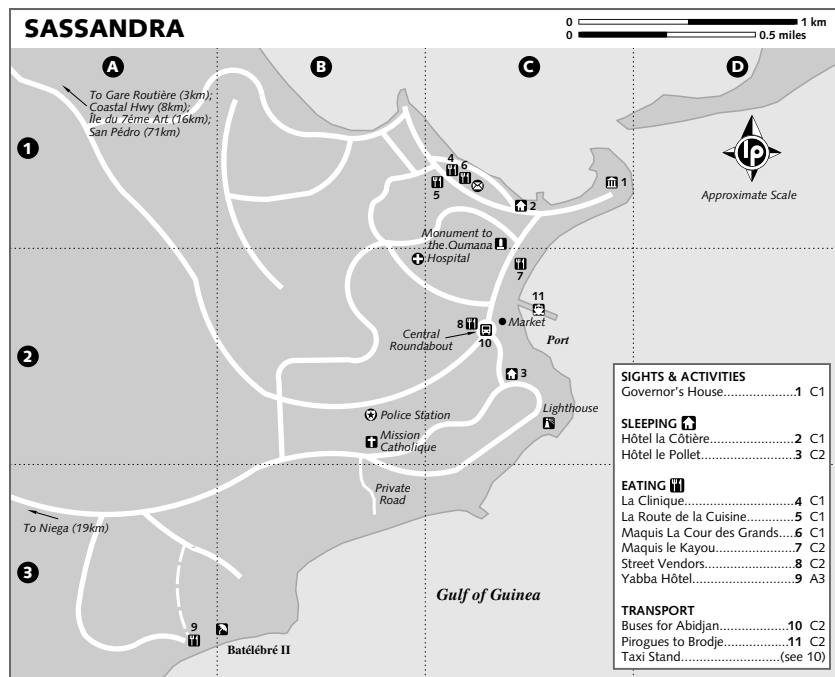 SASSANDRA
0 1 km
0 0.5 miles
A B C D
To Gare Routière (3km);
Coastal Hwy (8km);
Île du 7éme Art (16km);
San Pédro (71km)
1
4
6
5
2
1
lp
Approximate Scale
Monument to
the Oumana
Hospital
7
11
8
Market
Central
Roundabout
10
Port
2
3
Police Station
Lighthouse
Mission
Catholique
Private
Road
To Niega (19km)
3
9
Batélébré II
Gulf of Guinea
SIGHTS & ACTIVITIES
Governor's House....................1 C1
SLEEPING
Hôtel la Côtière........................2 C1
Hôtel le Pollet..........................3 C2
EATING
La Clinique...............................4 C1
La Route de la Cuisine..............5 C1
Maquis La Cour des Grands....6 C1
Maquis le Kayou......................7 C2
Street Vendors.........................8 C2
Yabba Hôtel.............................9 A3
TRANSPORT
Buses for Abidjan...................10 C2
Pirogues to Brodje..................11 C2
Taxi Stand.........................(see 10)